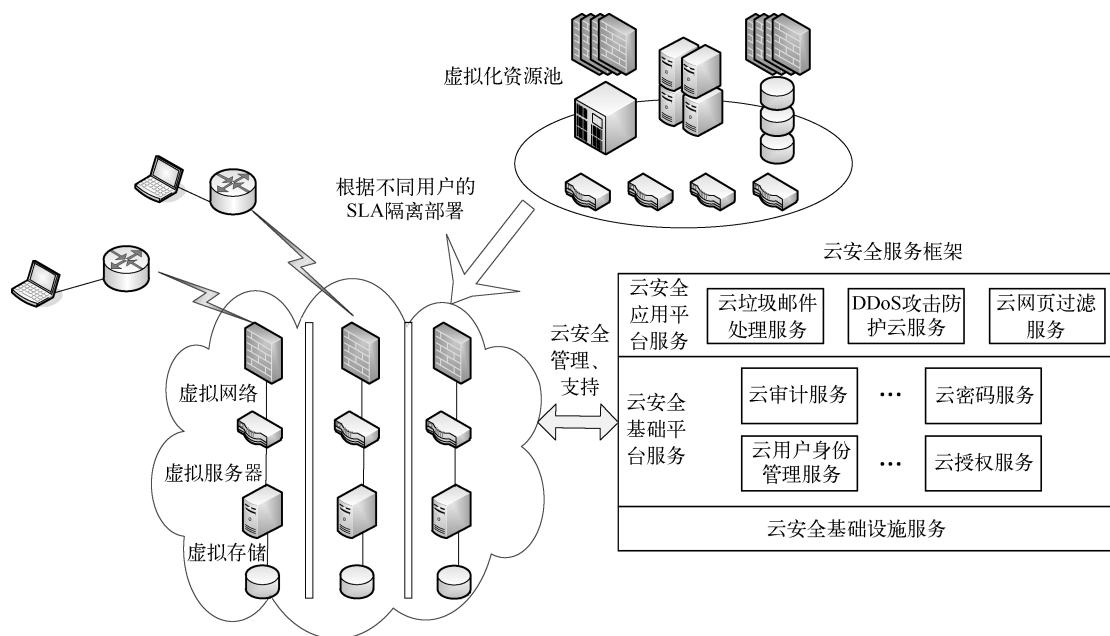 虚拟化资源池
根据不同用户的
SLA隔离部署
云安全服务框架
云安全
应用平
台服务
云垃圾邮件
处理服务
DDoS攻击防
护云服务
云网页过滤
服务
云安全
管理、
支持
虚拟网络
云安全
基础平
台服务
云审计服务
···
云密码服务
云用户身份
管理服务
···
云授权服务
虚拟服务器
云安全基础设施服务
虚拟存储